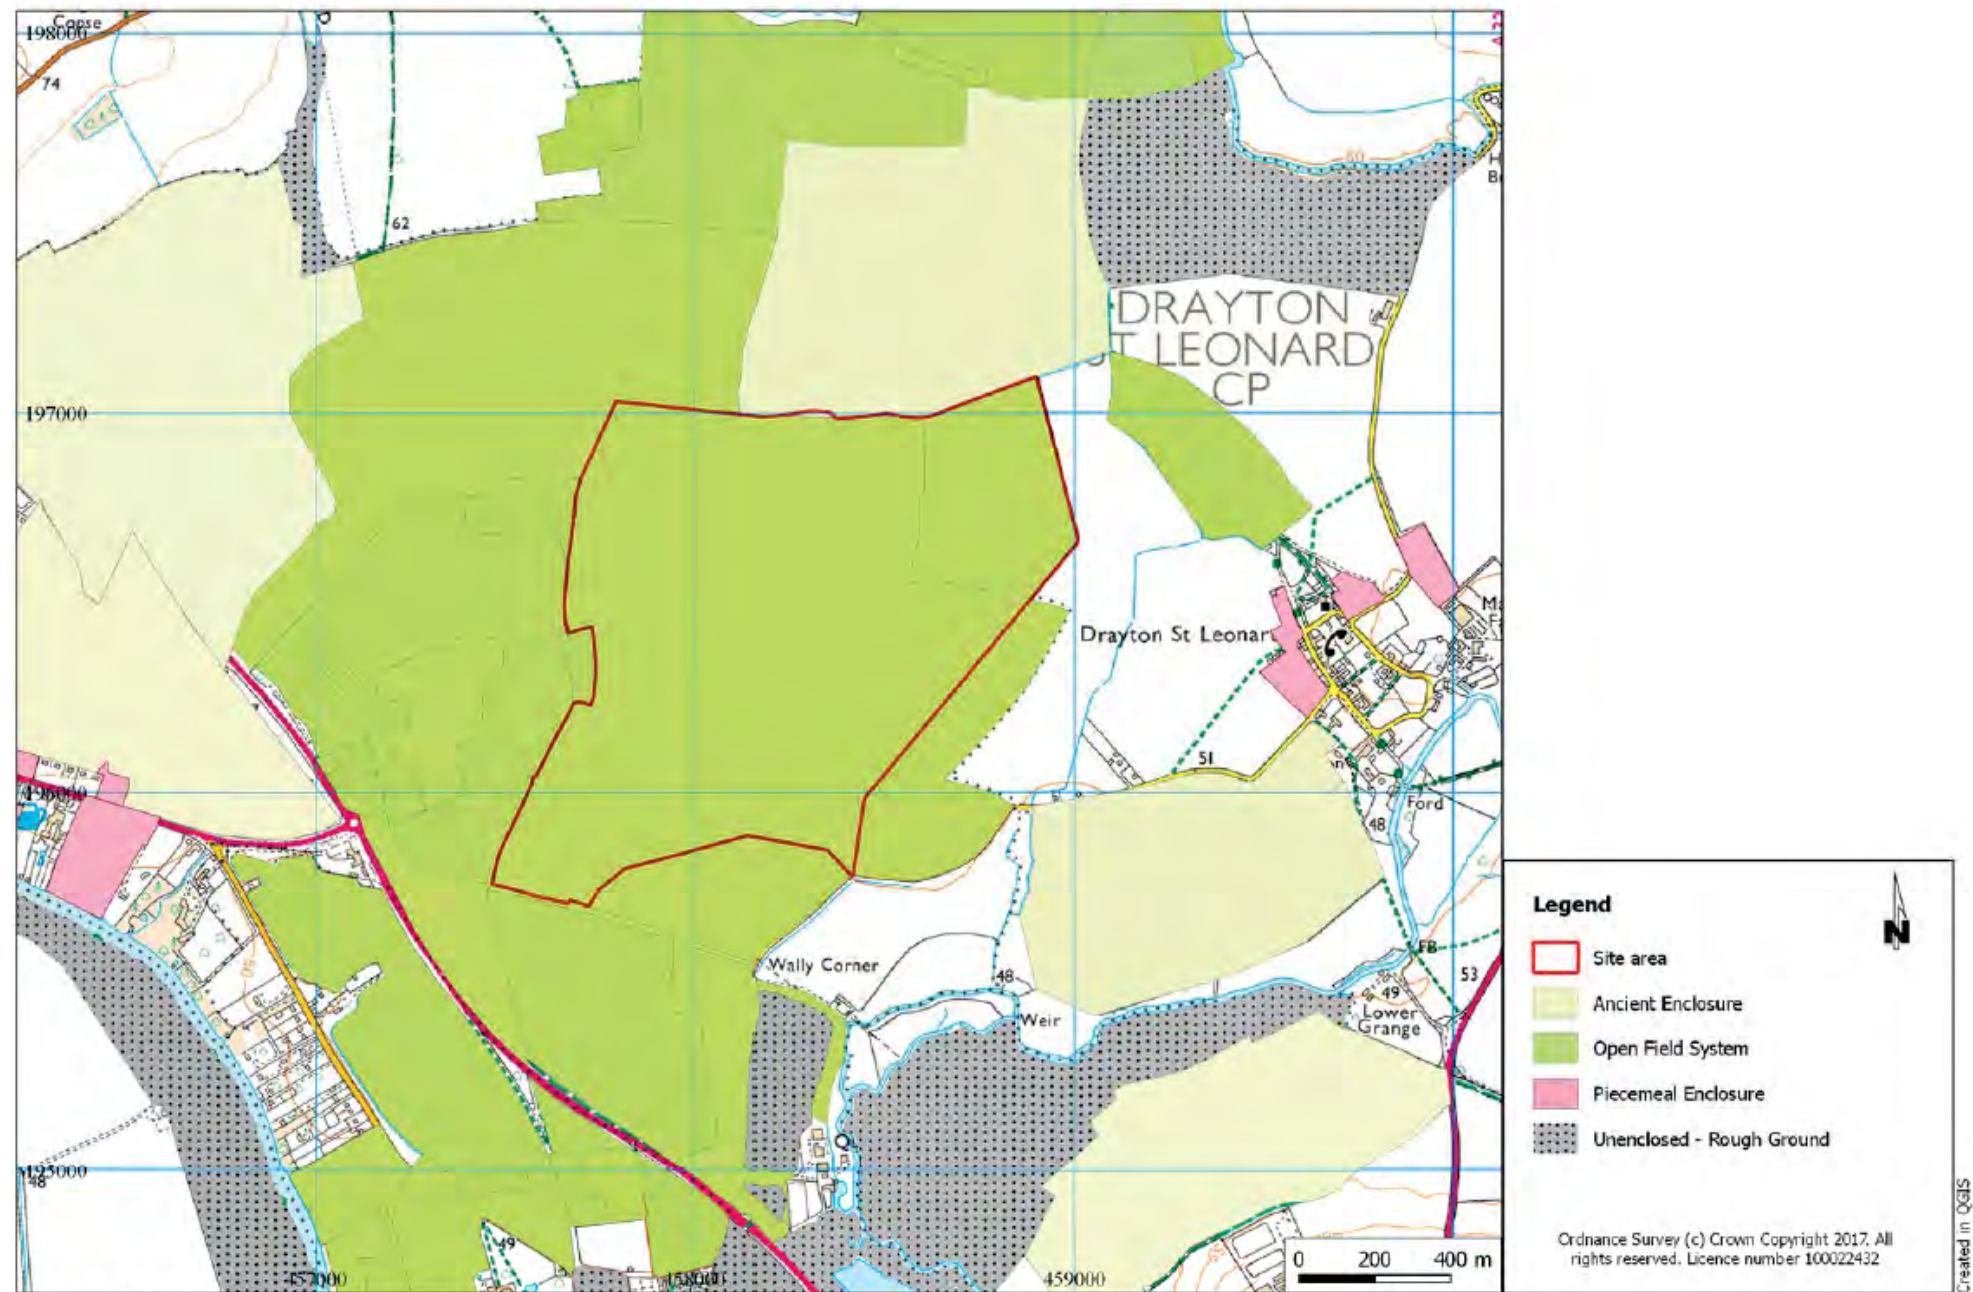 Copse
198000
74
62
60
DRAYTON
ST LEONARD
CP
197000
Drayton St Leonar
51
48
Ford
60
Wally Corner
48
FB
53
49
Lower
Grange
Weir
48
49
457000
458000
459000
0 200 400 m
Legend
N
Site area
Ancient Enclosure
Open Field System
Piecemeal Enclosure
Unenclosed - Rough Ground
Ordnance Survey (c) Crown Copyright 2017. All
rights reserved. Licence number 100022432
Created in QGIS